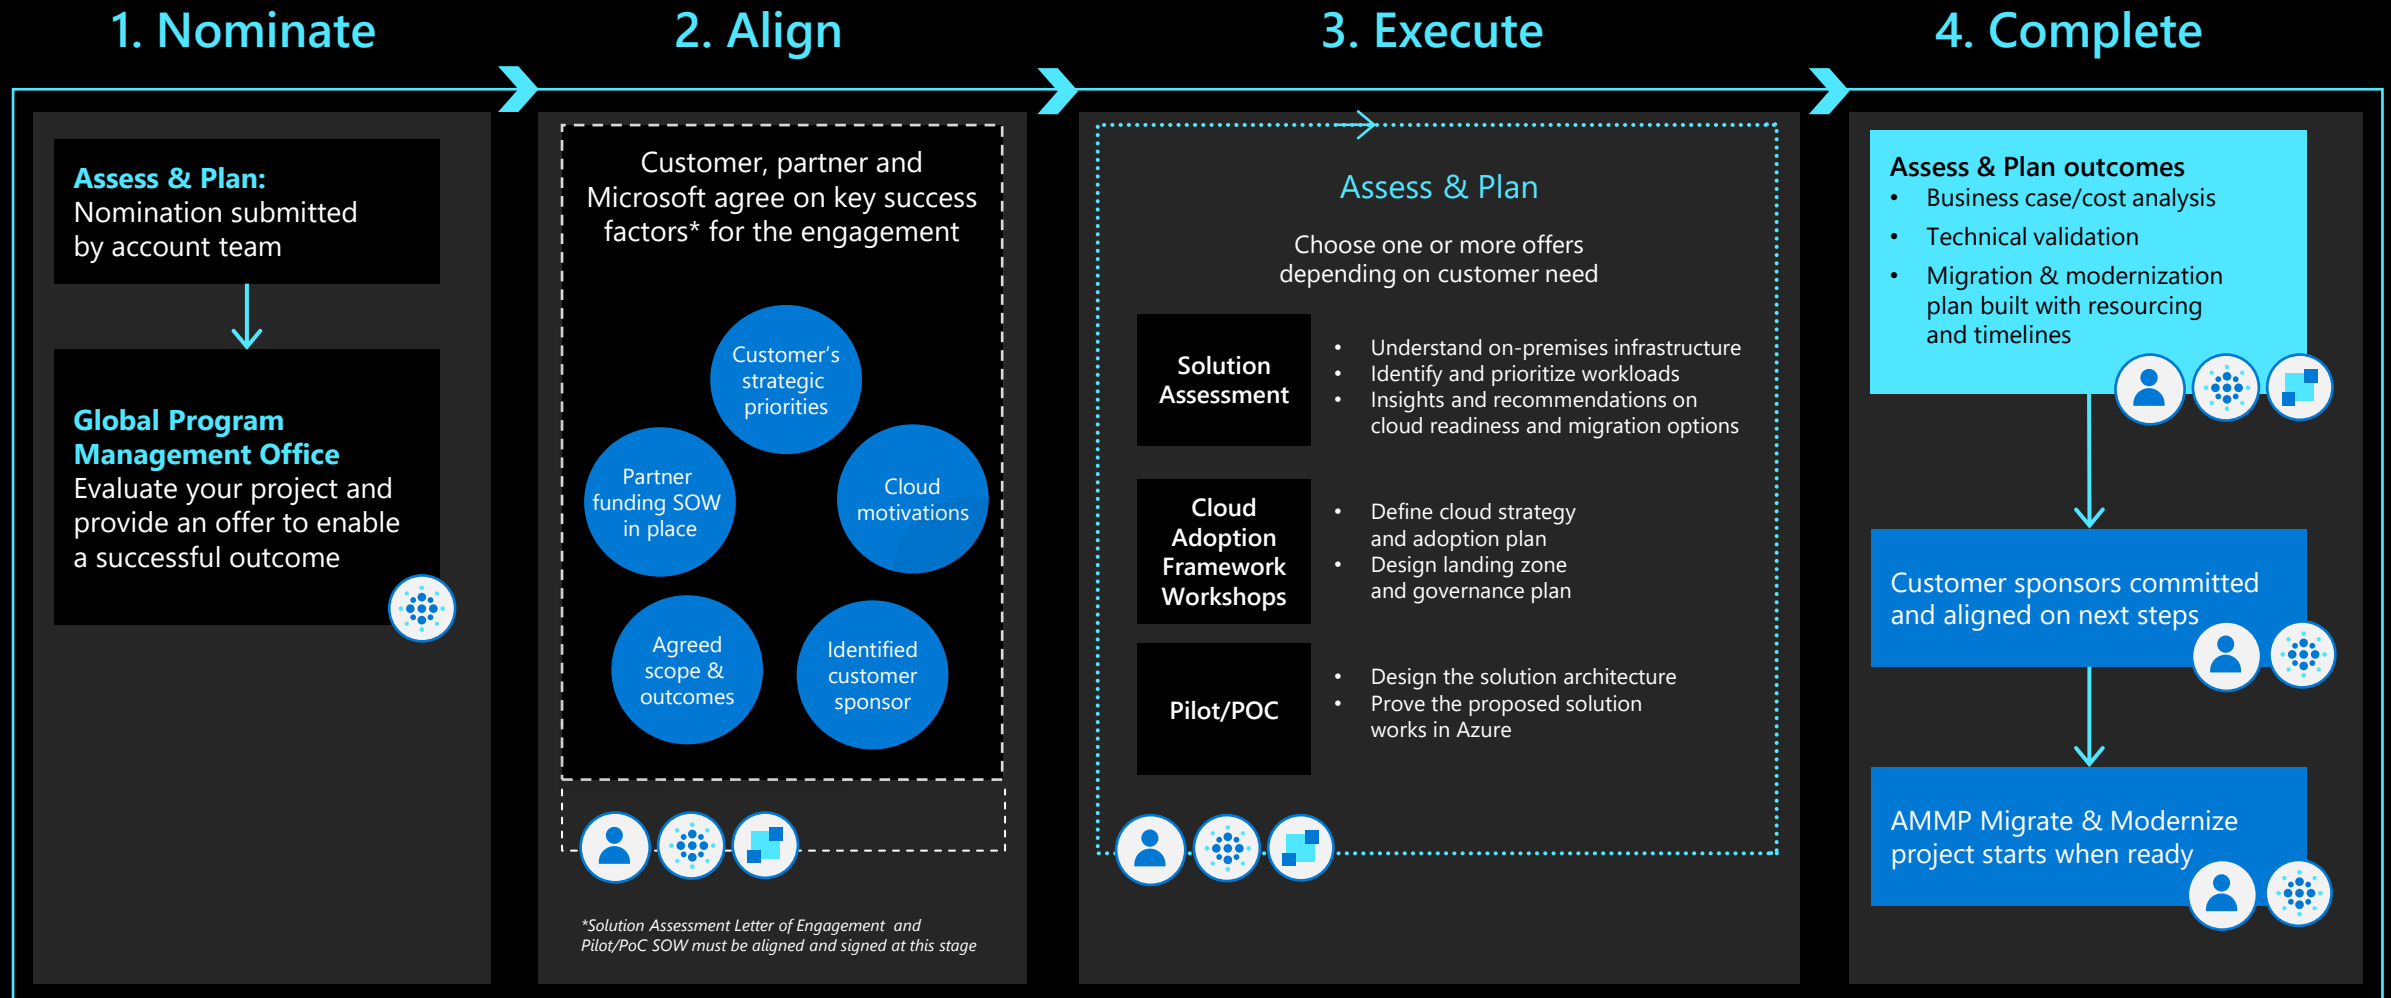 1. Nominate
2. Align
3. Execute
4. Complete
Assess & Plan:
Nomination submitted
by account team
Global Program
Management Office
Evaluate your project and
provide an offer to enable
a successful outcome
Customer, partner and
Microsoft agree on key success
factors* for the engagement
Customer's
strategic
priorities
Partner
funding SOW
in place
Cloud
motivations
Agreed
scope &
outcomes
Identified
customer
sponsor
*Solution Assessment Letter of Engagement and
Pilot/PoC SOW must be aligned and signed at this stage
Assess & Plan
Choose one or more offers
depending on customer need
Solution
Assessment
• Understand on-premises infrastructure
• Identify and prioritize workloads
• Insights and recommendations on
cloud readiness and migration options
Cloud
Adoption
Framework
Workshops
• Define cloud strategy
and adoption plan
• Design landing zone
and governance plan
Pilot/POC
• Design the solution architecture
• Prove the proposed solution
works in Azure
Assess & Plan outcomes
• Business case/cost analysis
• Technical validation
• Migration & modernization
plan built with resourcing
and timelines
Customer sponsors committed
and aligned on next steps
AMMP Migrate & Modernize
project starts when ready